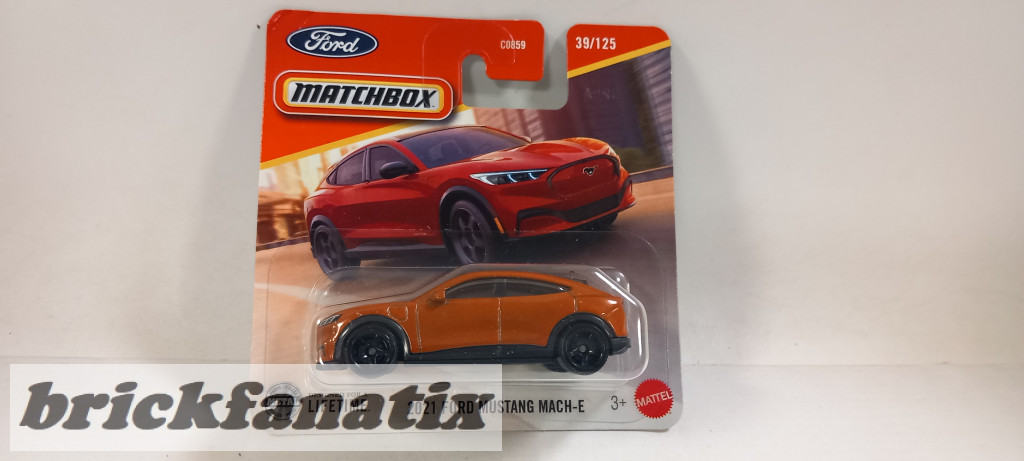 Ford
C0859
39/125
MATCHBOX
LIFETIME
2021 FORD MUSTANG MACH-E
3+
MATTEL
brickfanatix